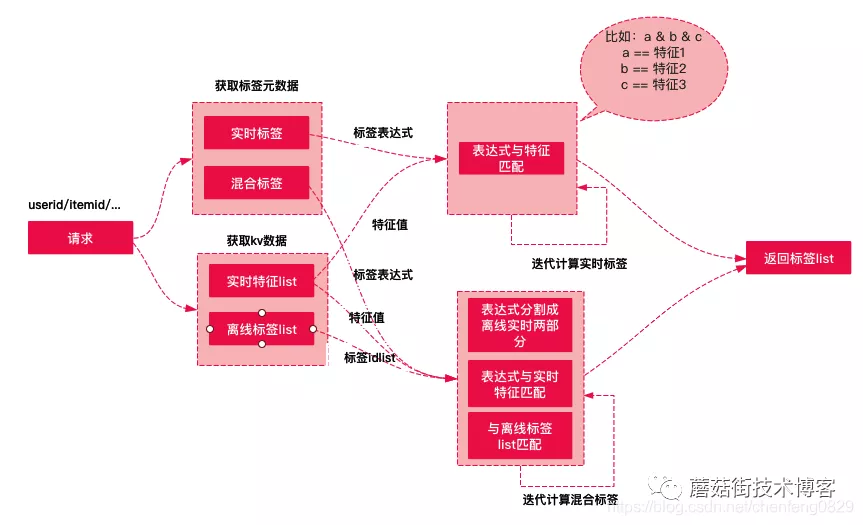 比如：a & b & c
a == 特征1
b == 特征2
c == 特征3
获取标签元数据
实时标签
混合标签
标签表达式
表达式与特征
匹配
userid/itemid/...
请求
特征值
获取kv数据
迭代计算实时标签
返回标签list
实时特征list
标签表达式
离线标签list
特征值
标签idlist
表达式分割成
离线实时两部
分
表达式与实时
特征匹配
与离线标签
list匹配
迭代计算混合标签
蘑菇街技术博客
https://blog.csdn.net/chenfeng0829